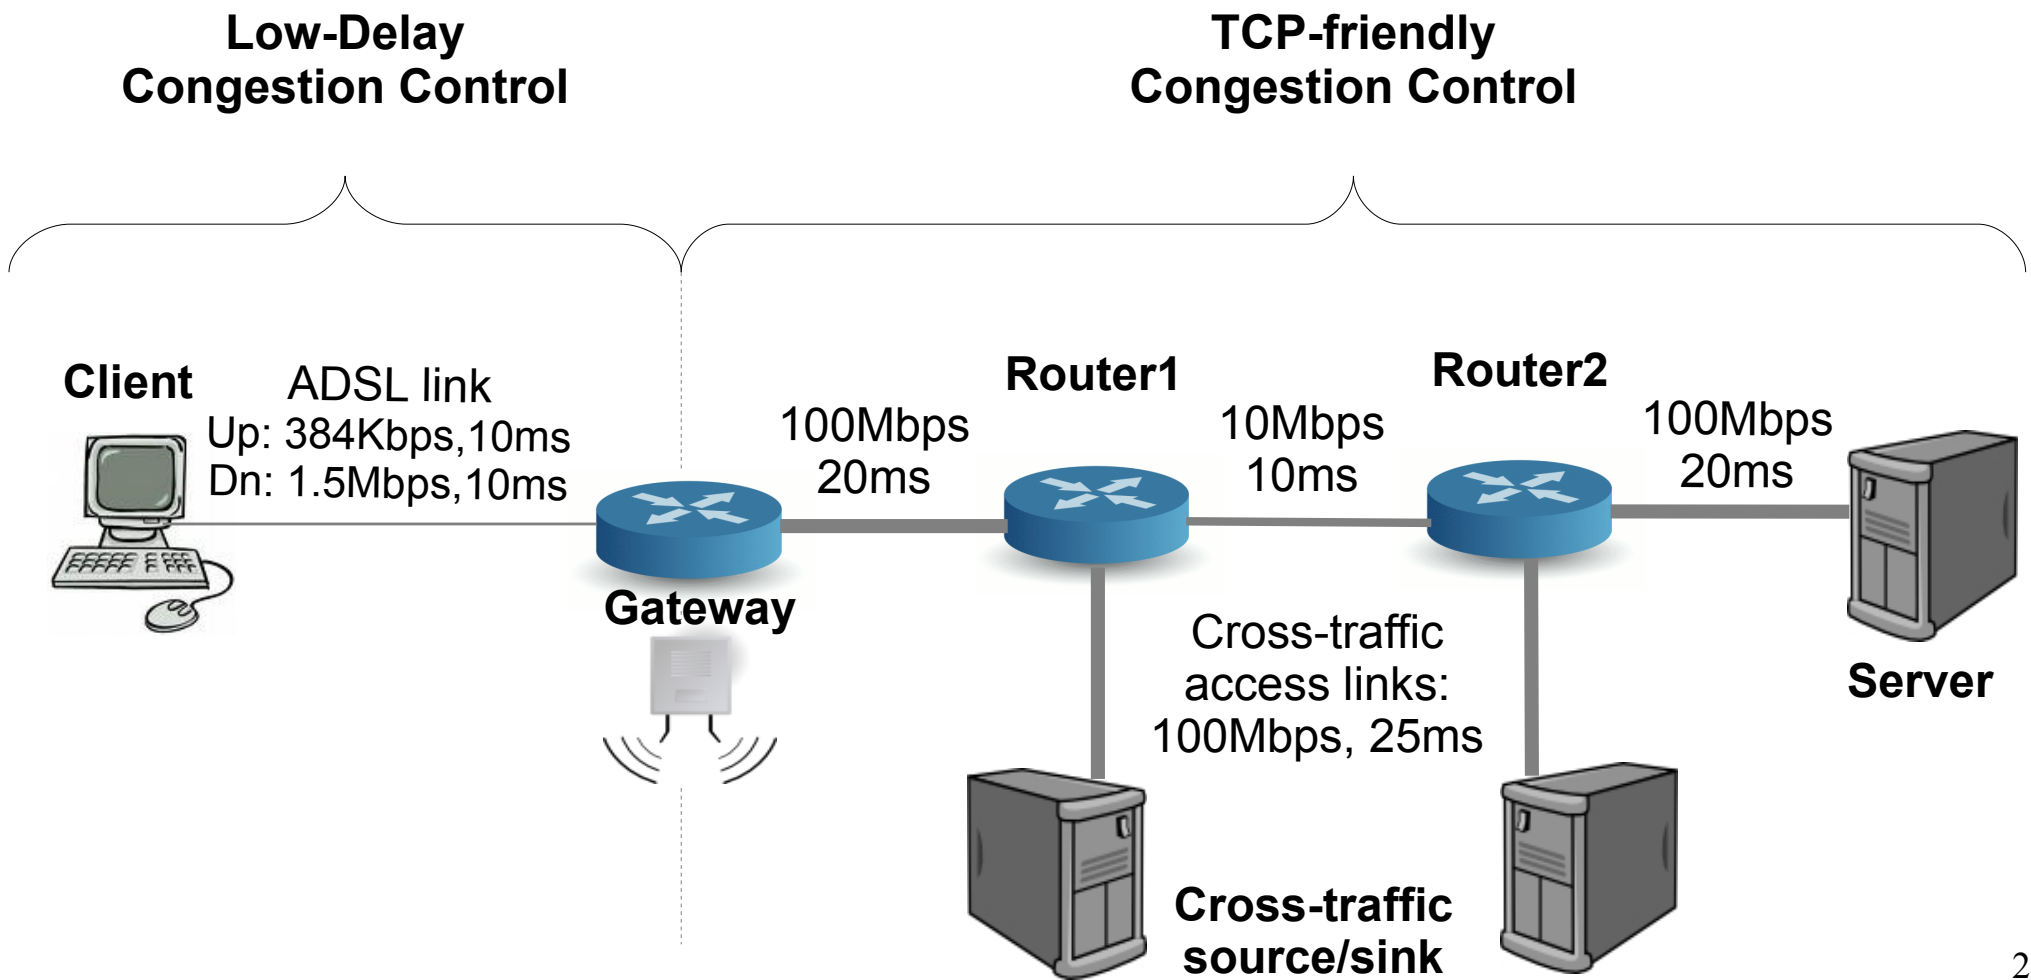 Low-Delay
Congestion Control
TCP-friendly
Congestion Control
Client
ADSL link
Up: 384Kbps,10ms
Dn: 1.5Mbps,10ms
Gateway
100Mbps
20ms
Router1
10Mbps
10ms
Router2
100Mbps
20ms
Server
Cross-traffic
access links:
100Mbps, 25ms
Cross-traffic
source/sink
2